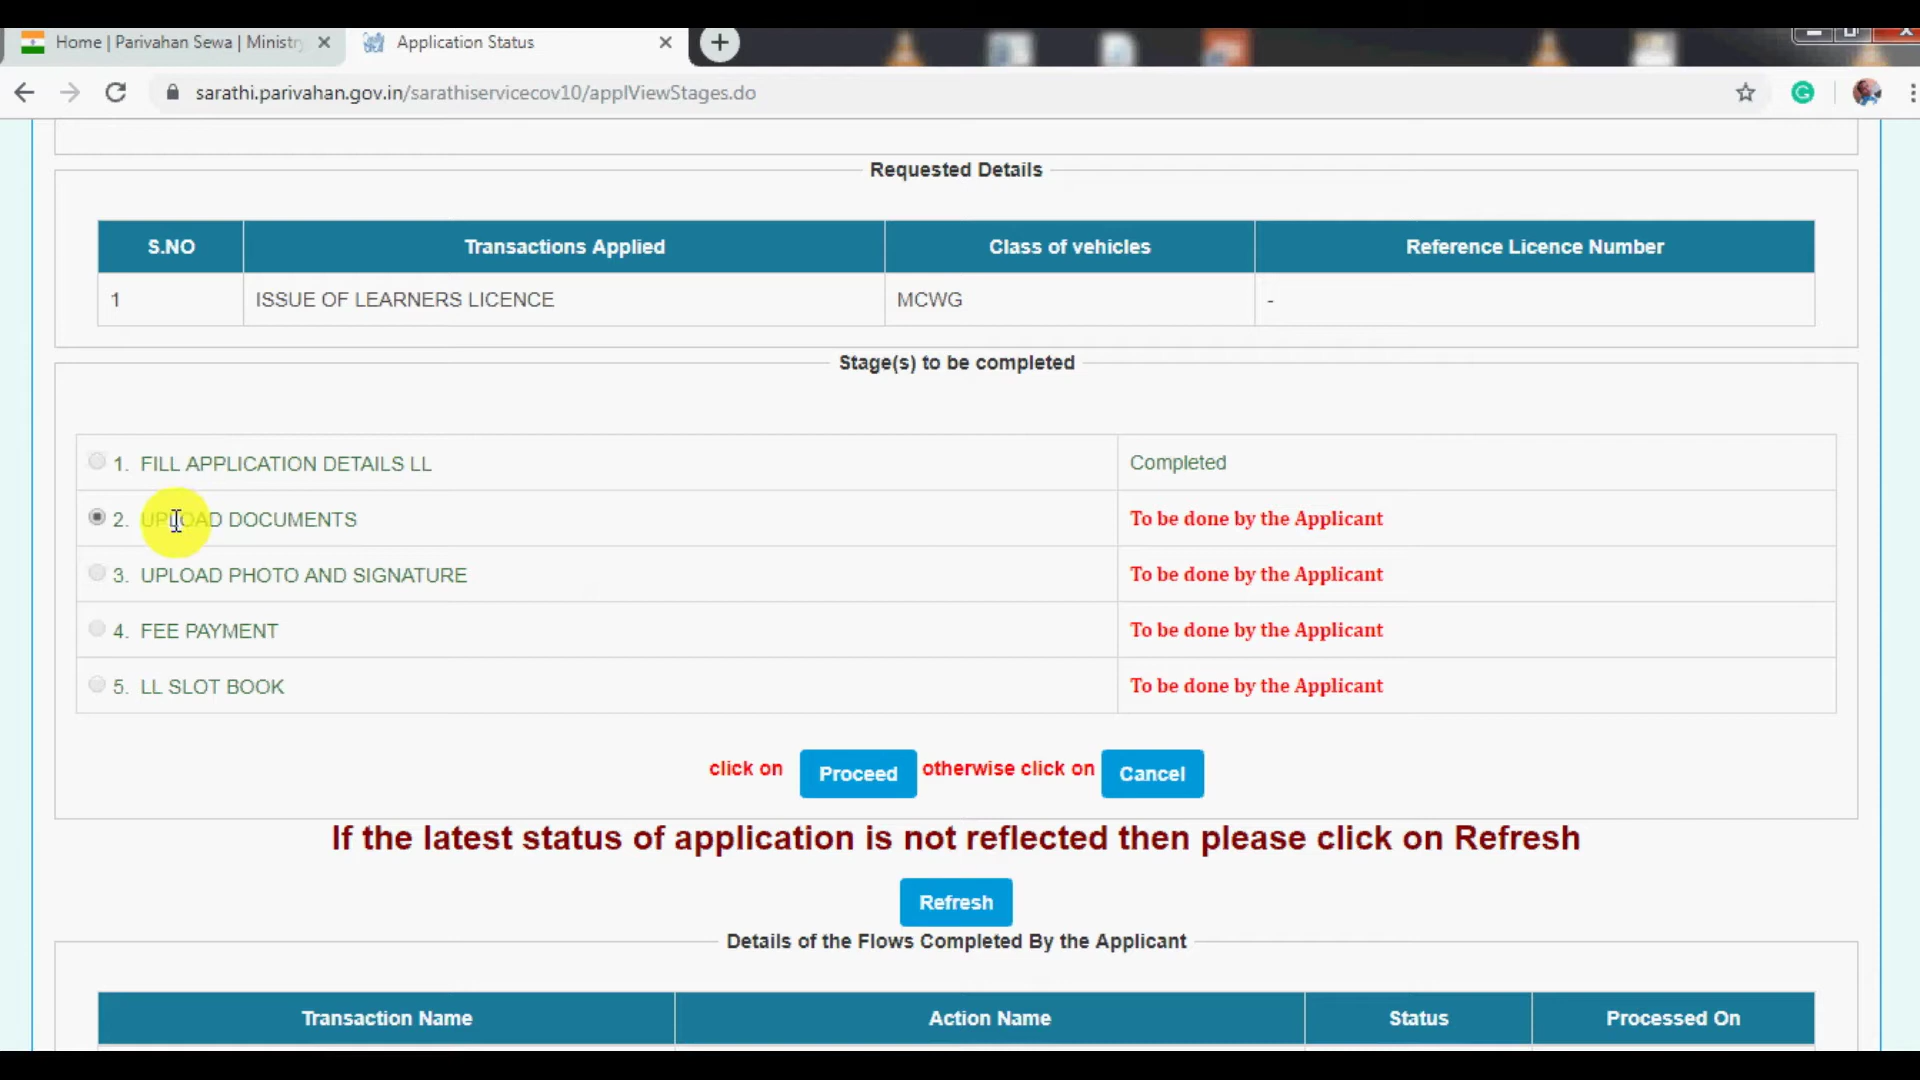 Home | Parivahan Sewa | Ministry
Application Status
sarathi.parivahan.gov.in/sarathiservicecov10/applViewStages.do
Requested Details
S.NO Transactions Applied Class of vehicles Reference Licence Number
1 ISSUE OF LEARNERS LICENCE MCWG -
Stage(s) to be completed
1. FILL APPLICATION DETAILS LL Completed
2. UPLOAD DOCUMENTS To be done by the Applicant
3. UPLOAD PHOTO AND SIGNATURE To be done by the Applicant
4. FEE PAYMENT To be done by the Applicant
5. LL SLOT BOOK To be done by the Applicant
click on Proceed otherwise click on Cancel
If the latest status of application is not reflected then please click on Refresh
Refresh
Details of the Flows Completed By the Applicant
Transaction Name Action Name Status Processed On